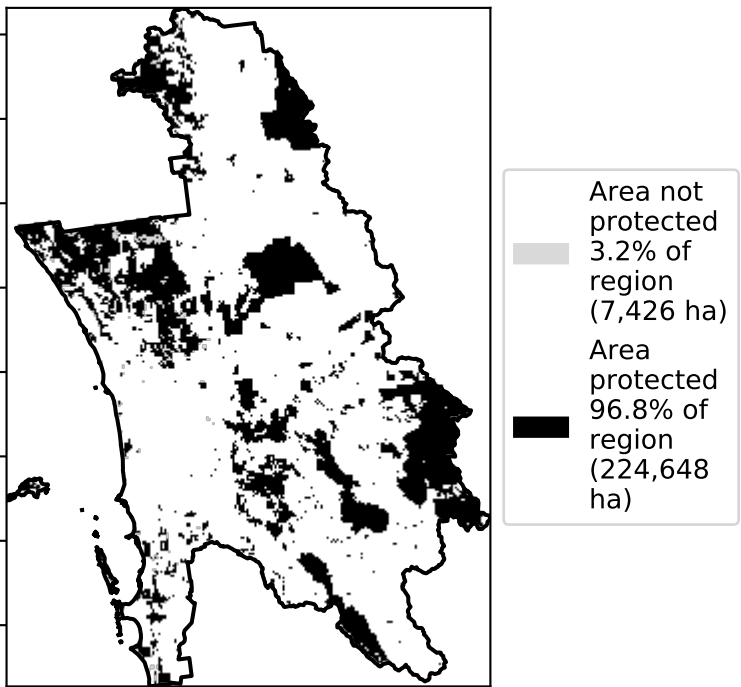 Area not
protected
3.2% of
region
(7,426 ha)
Area
protected
96.8% of
region
(224,648
ha)